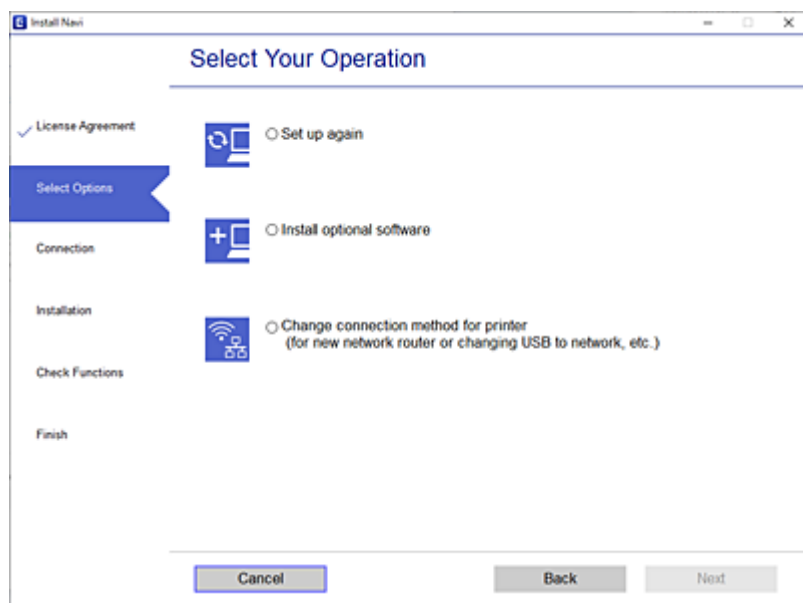 Install Navi
Select Your Operation
License Agreement
Select Options
Connection
Installation
Check Functions
Finish
Set up again
Install optional software
Change connection method for printer
(for new network router or changing USB to network, etc.)
Cancel
Back
Next